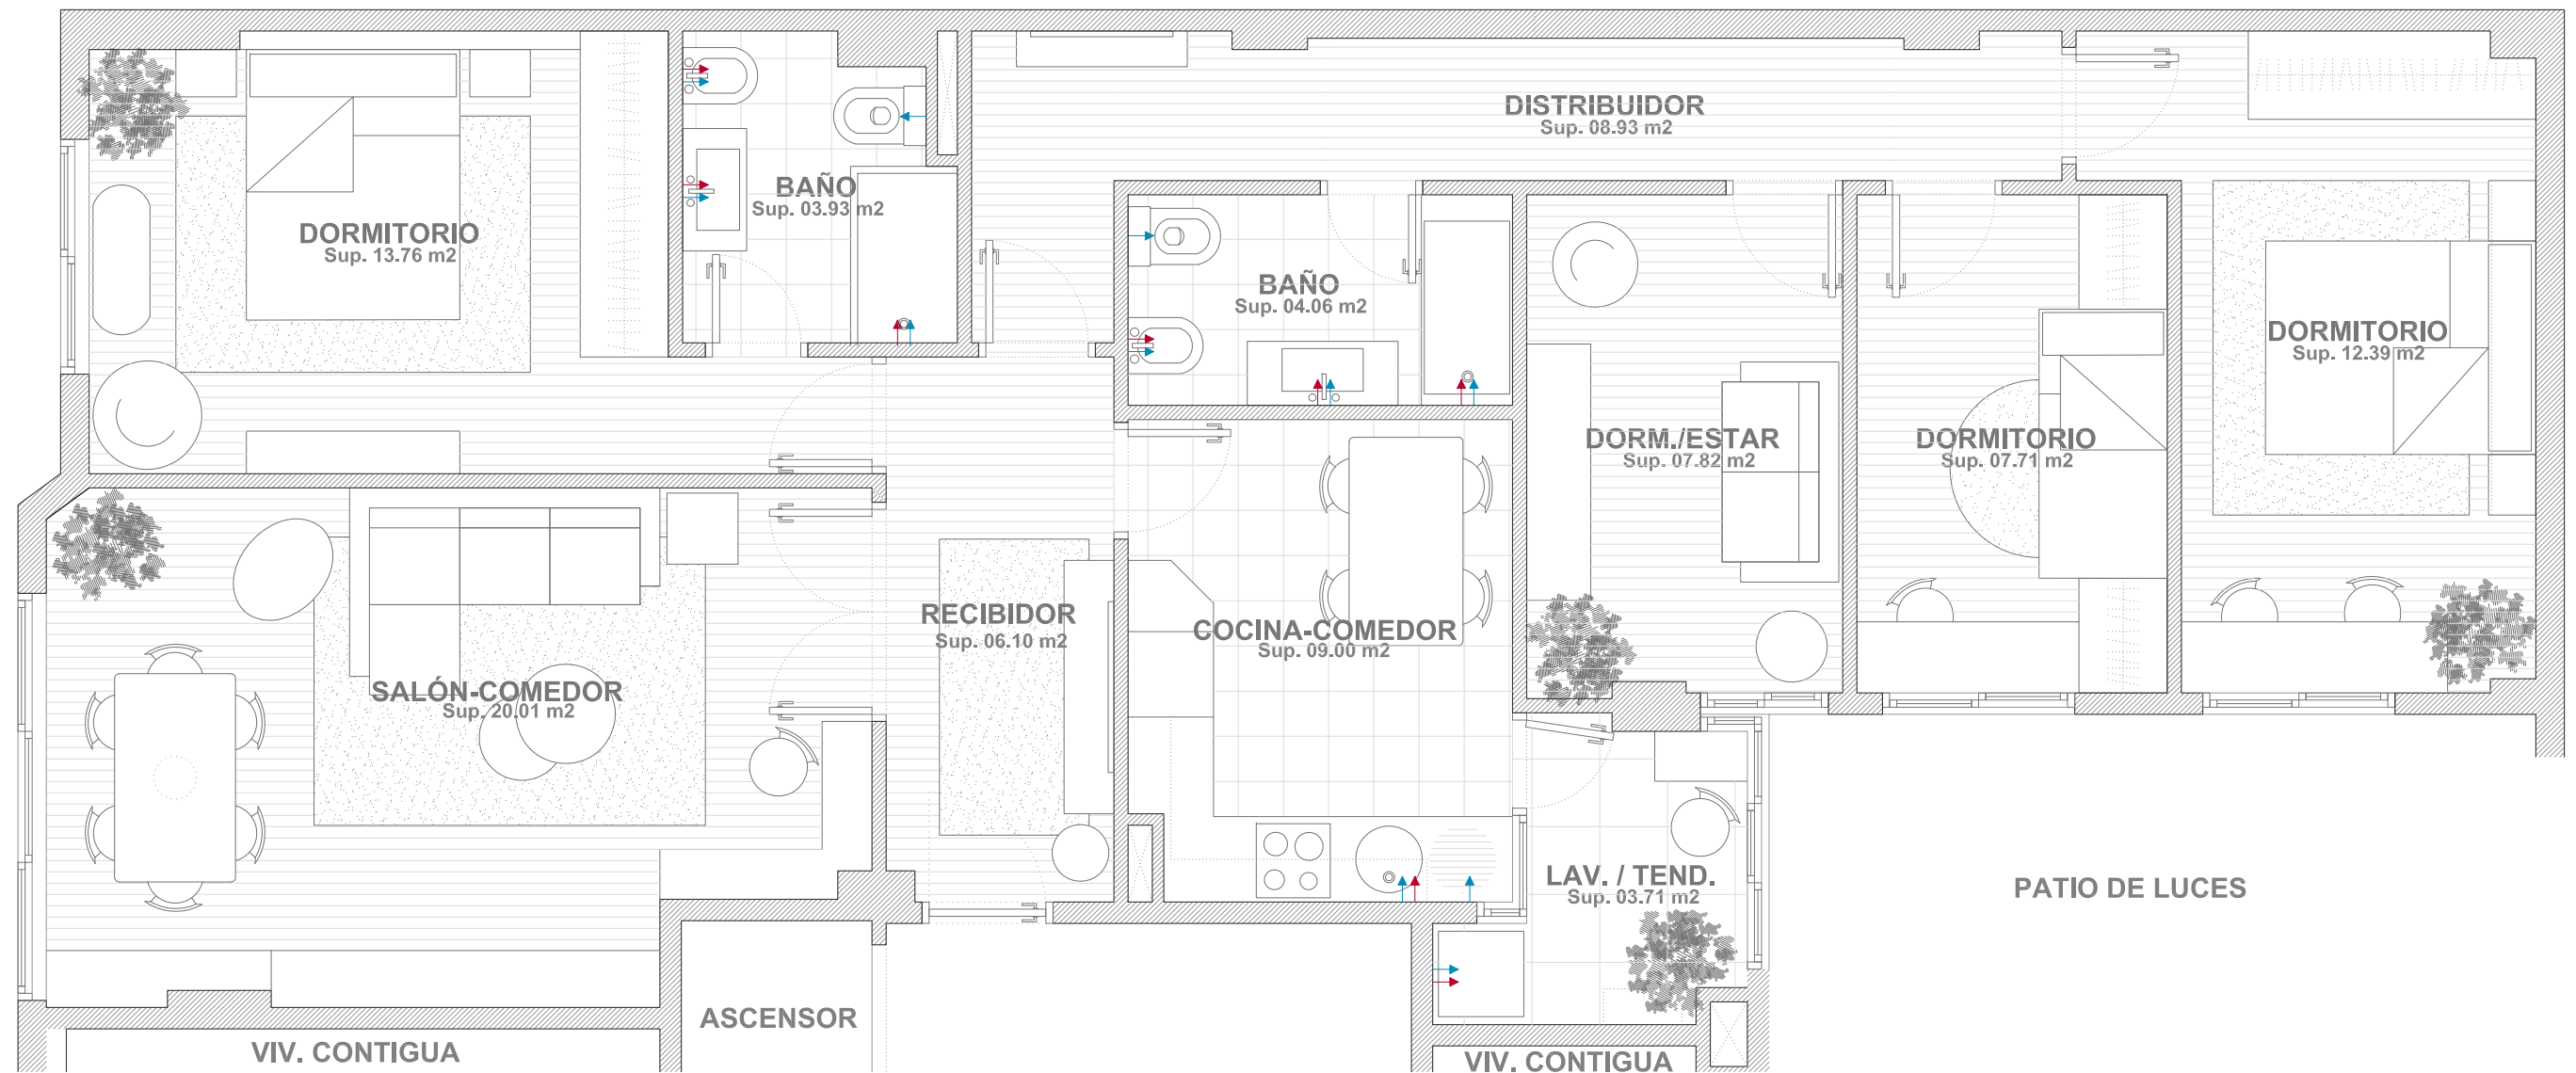 DISTRIBUIDOR
Sup. 08.93 m2
BAÑO
Sup. 03.93 m2
DORMITORIO
Sup. 13.76 m2
BAÑO
Sup. 04.06 m2
DORMITORIO
Sup. 12.39 m2
DORM./ESTAR
Sup. 07.82 m2
DORMITORIO
Sup. 07.71 m2
RECIBIDOR
Sup. 06.10 m2
COCINA-COMEDOR
Sup. 09.00 m2
SALÓN-COMEDOR
Sup. 20.01 m2
LAV. / TEND.
Sup. 03.71 m2
PATIO DE LUCES
ASCENSOR
VIV. CONTIGUA
VIV. CONTIGUA